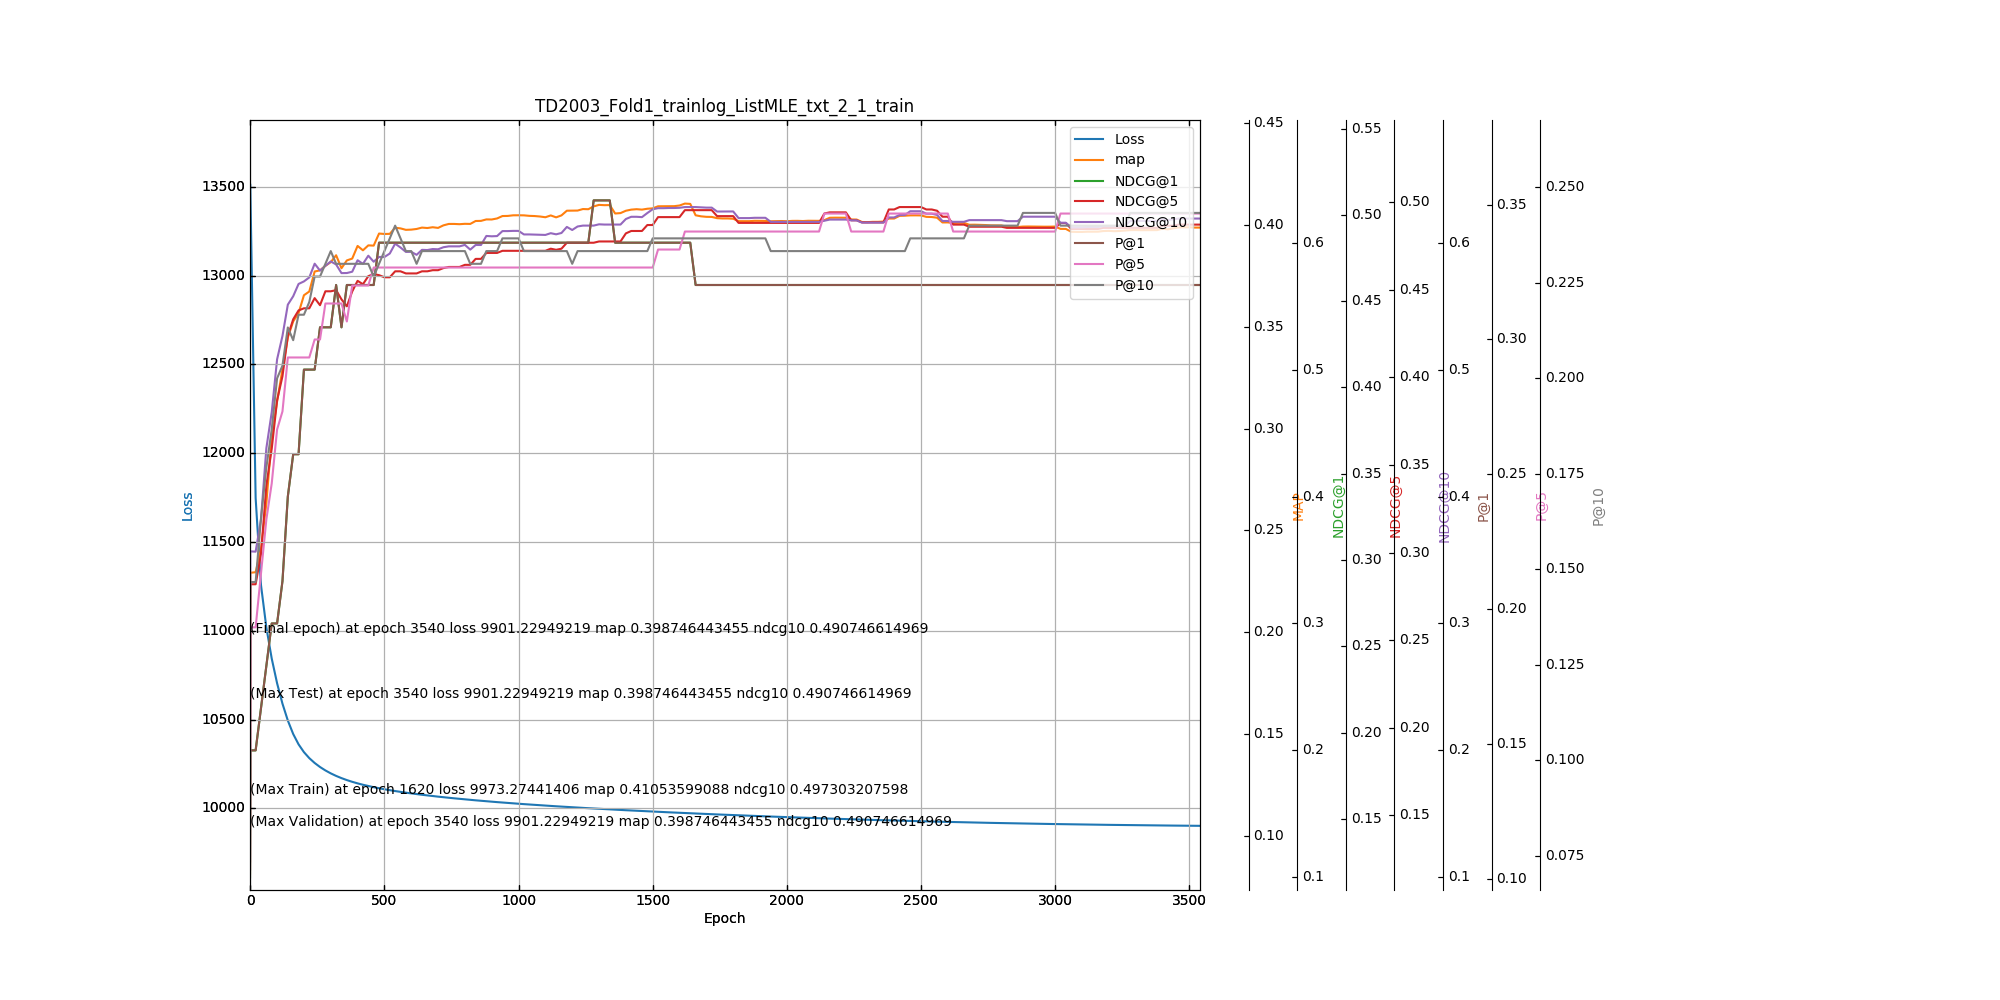 TD2003_Fold1_trainlog_ListMLE_txt_2_1_train
Loss
map
NDCG@1
NDCG@5
NDCG@10
P@1
P@5
P@10
13500
13000
12500
12000
11500
11000
10500
10000
Loss
(Final epoch) at epoch 3540 loss 9901.22949219 map 0.398746443455 ndcg10 0.490746614969
(Max Test) at epoch 3540 loss 9901.22949219 map 0.398746443455 ndcg10 0.490746614969
(Max Train) at epoch 1620 loss 9973.27441406 map 0.41053599088 ndcg10 0.497303207598
(Max Validation) at epoch 3540 loss 9901.22949219 map 0.398746443455 ndcg10 0.490746614969
0 500 1000 1500 2000 2500 3000 3500
Epoch
0.45
0.40
0.35
0.30
0.25
0.20
0.15
0.10
MAP
0.6
0.5
0.4
0.3
0.2
0.1
NDCG@1
0.55
0.50
0.45
0.40
0.35
0.30
0.25
0.20
0.15
NDCG@5
0.50
0.45
0.40
0.35
0.30
0.25
0.20
0.15
NDCG@10
0.6
0.5
0.4
0.3
0.2
0.1
P@1
0.35
0.30
0.25
0.20
0.15
0.10
P@5
0.250
0.225
0.200
0.175
0.150
0.125
0.100
0.075
P@10